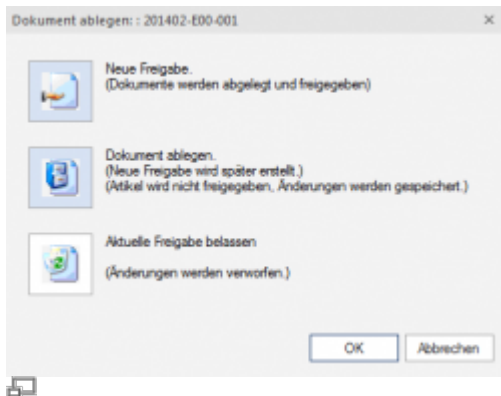 Dokument ablegen: : 201402-E00-001
Neue Freigabe.
(Dokumente werden abgelegt und freigegeben)
Dokument ablegen.
(Neue Freigabe wird später erstellt.)
(Artikel wird nicht freigegeben, Änderungen werden gespeichert.)
Aktuelle Freigabe belassen
(Änderungen werden verworfen.)
OK Abbrechen